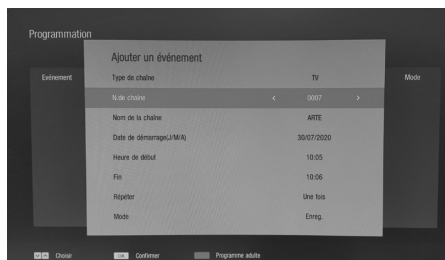 Programmation
Ajouter un événement
Evénement
Mode
Type de chaîne TV
N.de chaîne < 0007 >
Nom de la chaîne ARTE
Date de démarrage(J/M/A) 30/07/2020
Heure de début 10:05
Fin 10:06
Répéter Une fois
Mode Enreg.
Choisir OK Confirmer Programme adulte